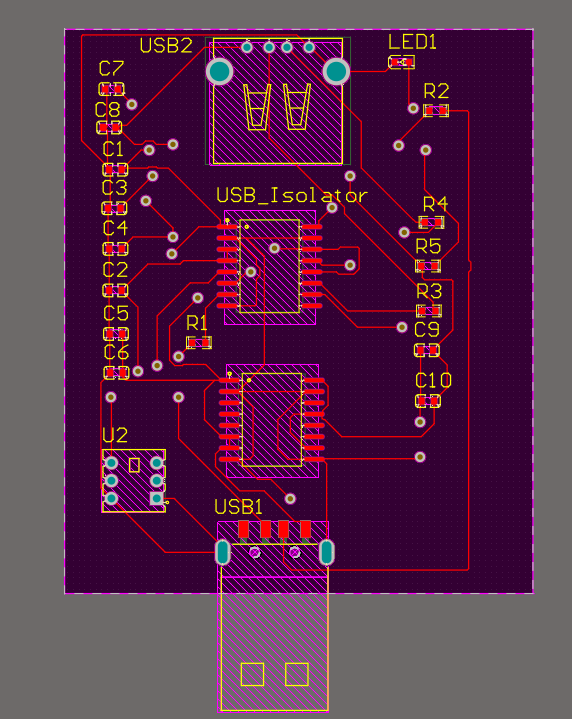 USB2
LED1
C7
R2
C8
C1
C3
USB_Isolator
R4
C4
R5
C2
R3
C5
R1
C9
C6
C10
U2
USB1